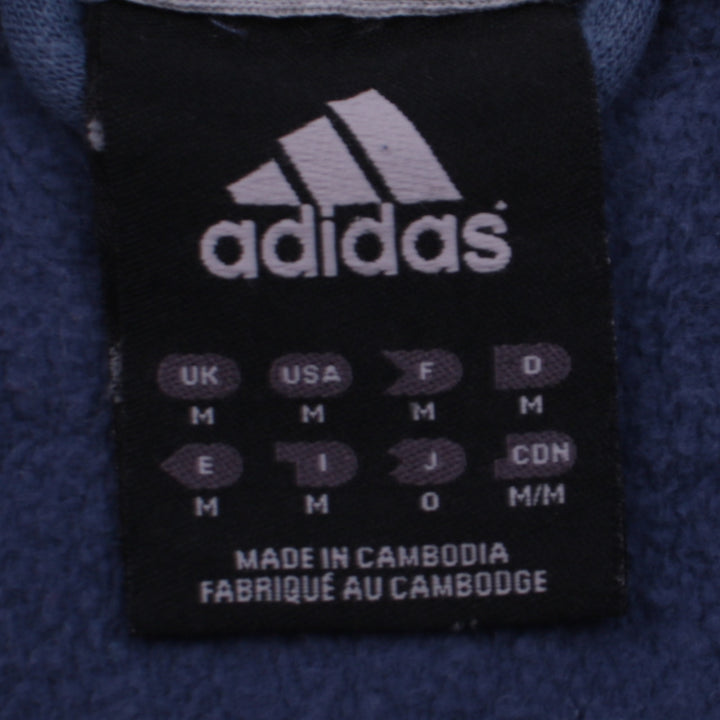 adidas
UK USA F D
M M M M
E I J CDN
M M O M/M
MADE IN CAMBODIA
FABRIQUÉ AU CAMBODGE